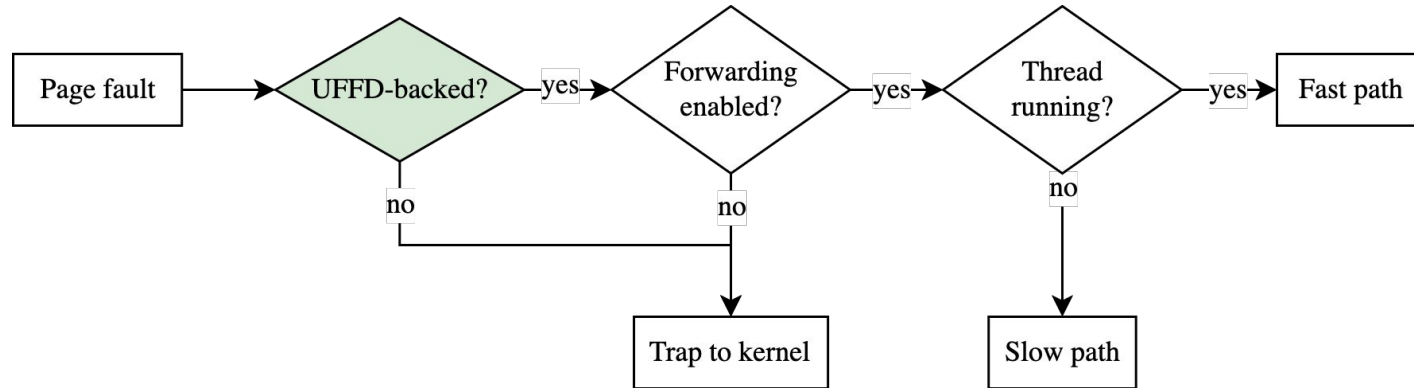 Page fault
UFFD-backed?
yes
Forwarding
enabled?
yes
Thread
running?
yes
Fast path
no
no
no
Trap to kernel
Slow path